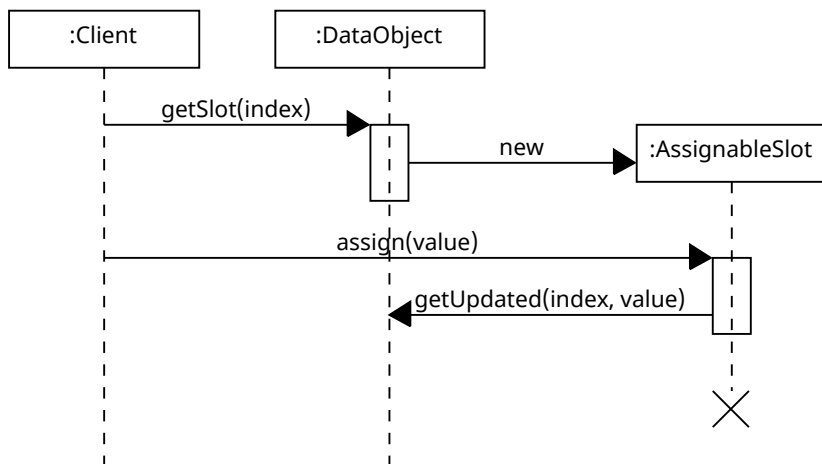 :Client
:DataObject
getSlot(index)
new
:AssignableSlot
assign(value)
getUpdated(index, value)